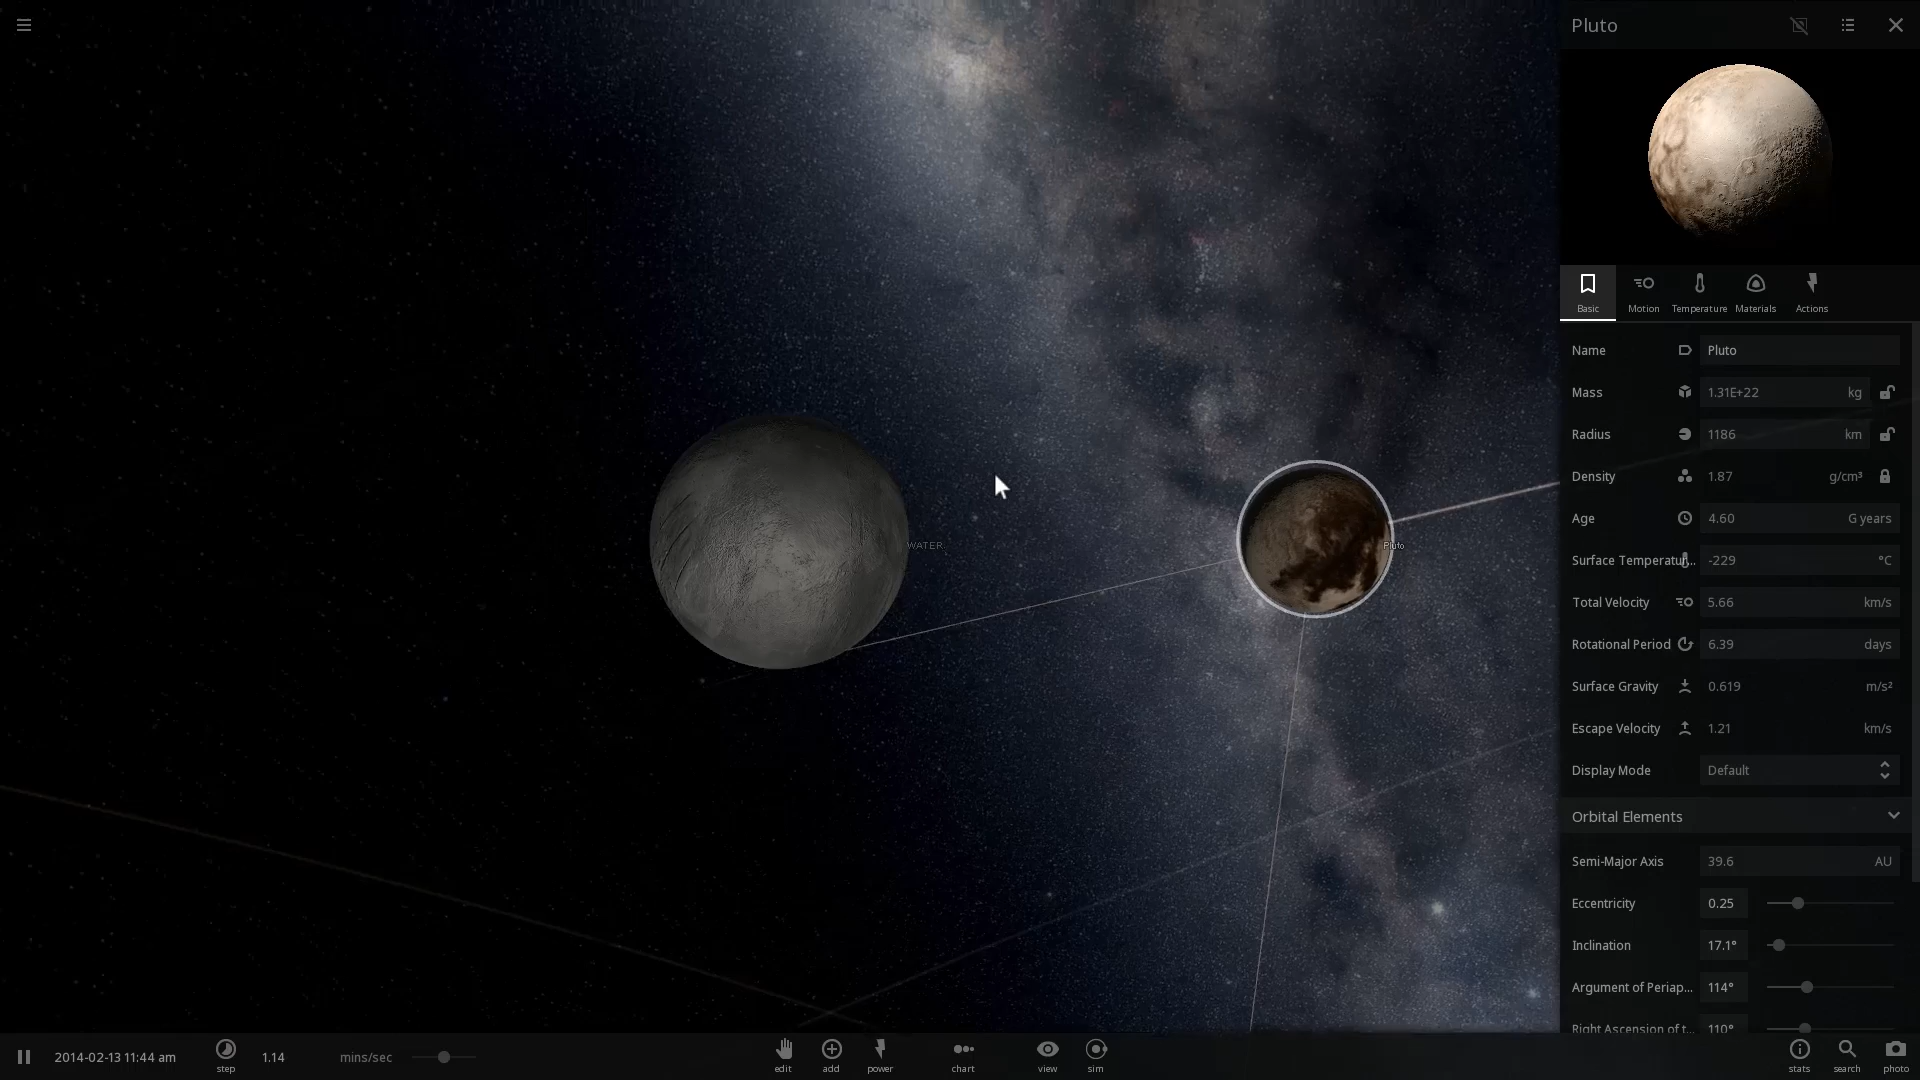 Pluto
Basic
Motion
Temperature
Materials
Actions
Name
Pluto
Mass
1.31E+22 kg
Radius
1186 km
Density
1.87 g/cm³
Age
4.60 G years
Surface Temperatur...
-229 °C
Total Velocity
5.66 km/s
Rotational Period
6.39 days
Surface Gravity
0.619 m/s²
Escape Velocity
1.21 km/s
Display Mode
Default
Orbital Elements
Semi-Major Axis
39.6 AU
Eccentricity
0.25
Inclination
17.1°
Argument of Periap...
114°
Right Ascension of t...
110°
WATER
Pluto
2014-02-13 11:44 am
step
1.14 mins/sec
edit
add
power
chart
view
sim
stats
search
photo